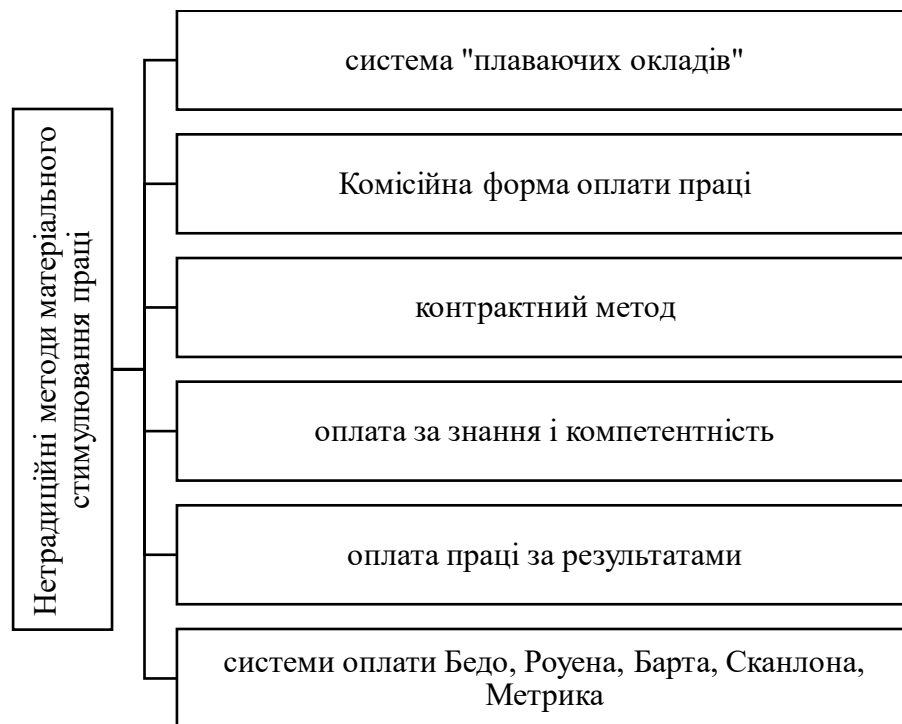 Нетрадиційні методи матеріального
стимулювання праці
система "плаваючих окладів"
Комісійна форма оплати праці
контрактний метод
оплата за знання і компетентність
оплата праці за результатами
системи оплати Бедо, Роуена, Барта, Сканлона,
Метрика